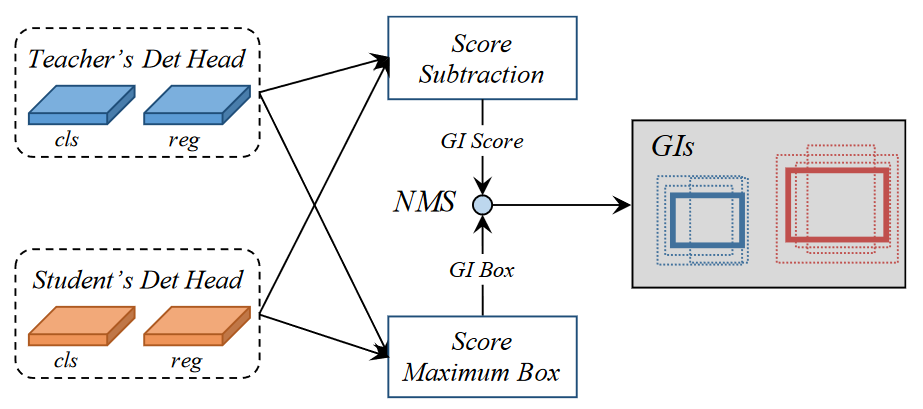 Teacher's Det Head
cls
reg
Student's Det Head
cls
reg
Score
Subtraction
GI Score
NMS
GI Box
Score
Maximum Box
GIs